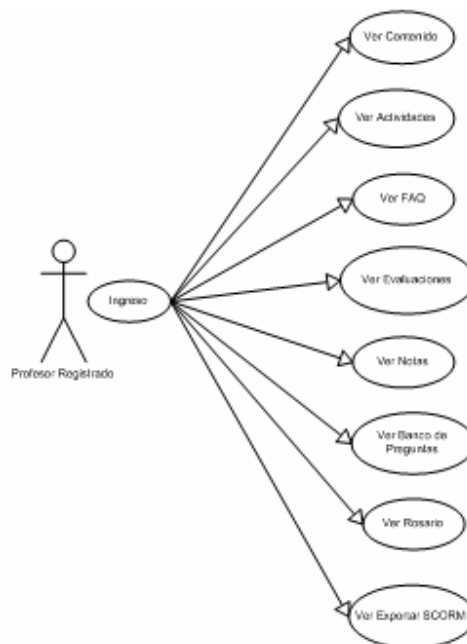 Ver Contenido
Ver Actividades
Ver FAQ
Ver Evaluaciones
Ingreso
Profesor Registrado
Ver Notas
Ver Banco de
Preguntas
Ver Rosario
Ver Exportar SCORM